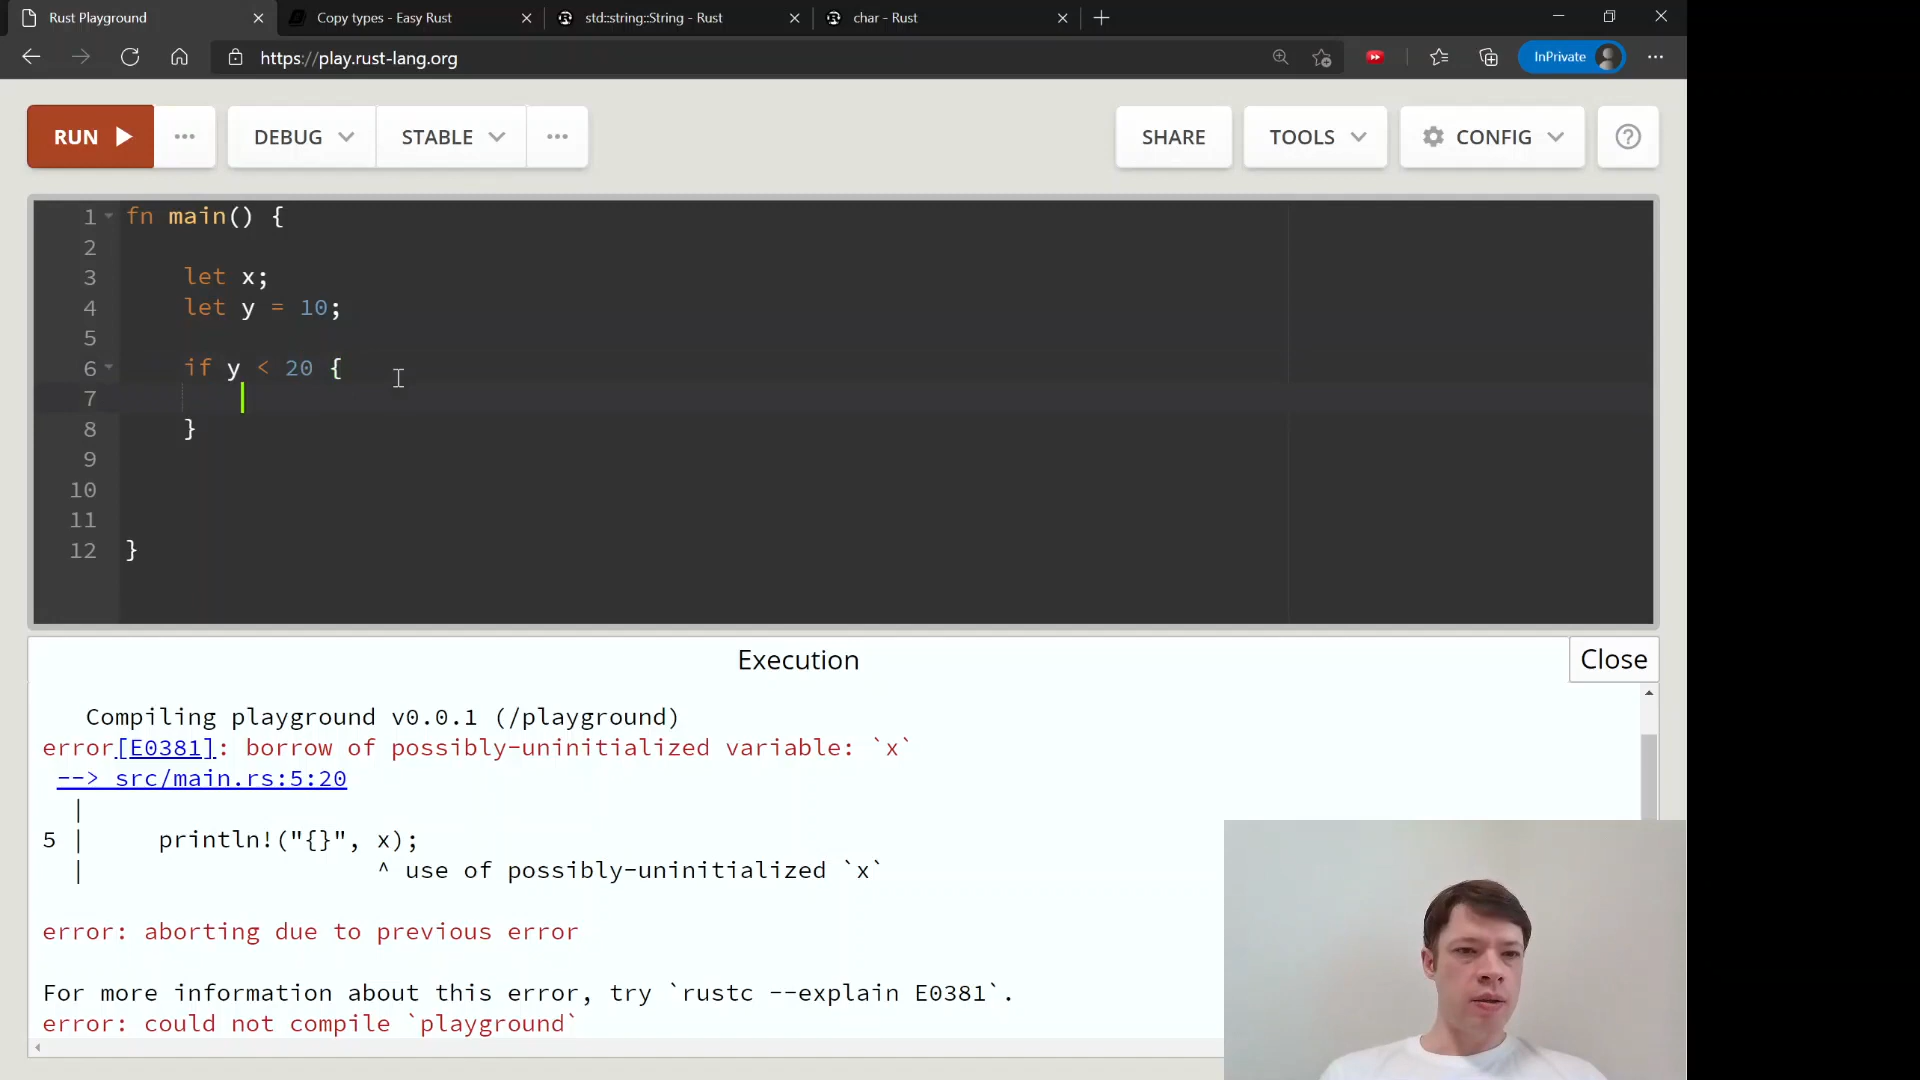 Rust Playground
Copy types - Easy Rust
std::string::String - Rust
char - Rust
https://play.rust-lang.org
InPrivate
RUN
DEBUG
STABLE
SHARE
TOOLS
CONFIG
1 fn main() {
2
3 let x;
4 let y = 10;
5
6 if y < 20 {
7
8 }
9
10
11
12 }
Execution
Close
Compiling playground v0.0.1 (/playground)
error[E0381]: borrow of possibly-uninitialized variable: `x`
--> src/main.rs:5:20
|
5 | println!("{}", x);
| ^ use of possibly-uninitialized `x`
error: aborting due to previous error
For more information about this error, try `rustc --explain E0381`.
error: could not compile `playground`